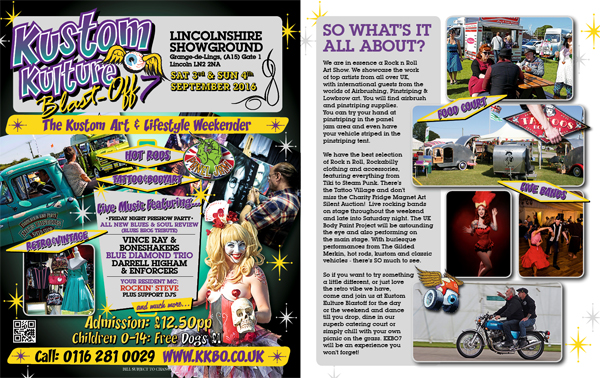 Kustom
Kulture
Blast-Off 7
LINCOLNSHIRE
SHOWGROUND
Grange-de-Lings, (A15) Gate 1
Lincoln LN2 2NA
SAT 3rd & SUN 4th
SEPTEMBER 2016
The Kustom Art & Lifestyle Weekender
HOT RODS
TATTOO & BODYART
Live Music Featuring...
• FRIDAY NIGHT PRESHOW PARTY •
ALL NEW BLUES & SOUL REVIEW
(BLUES BROS TRIBUTE)
VINCE RAY &
BONESHAKERS
BLUE DIAMOND TRIO
DARRELL HIGHAM
& ENFORCERS
YOUR RESIDENT MC:
ROCKIN' STEVE
PLUS SUPPORT DJS
and much more...
RETRO & VINTAGE
Admission: £12.50pp
Children 0-14: Free Dogs £1
Call: 0116 281 0029 WWW.KKBO.CO.UK
BILL SUBJECT TO CHANGE
SO WHAT'S IT
ALL ABOUT?
We are in essence a Rock n Roll
Art Show. We showcase the work
of top artists from all over UK,
with international guests from the
worlds of Airbrushing, Pinstriping &
Lowbrow art. You will find airbrush
and pinstriping supplies.
You can try your hand at
pinstriping in the panel
jam area and even have
your vehicle striped in the
pinstriping tent.
We have the best selection
of Rock n Roll, Rockabilly
clothing and accessories,
featuring everything from
Tiki to Steam Punk. There's
the Tattoo Village and don't
miss the Charity Fridge Magnet Art
Silent Auction! Live rocking bands
on stage throughout the weekend
and late into Saturday night. The UK
Body Paint Project will be astounding
the eye and also performing on
the main stage. With burlesque
performances from The Gilded
Merkin, hot rods, kustom and classic
vehicles - there's SO much to see.
So if you want to try something
a little different, or just love
the retro vibe we have,
come and join us at Kustom
Kulture Blastoff for the day
or the weekend and dance
till you drop, dine in our
superb catering court or
simply chill with your own
picnic on the grass. KKBO7
will be an experience you
won't forget!
FOOD COURT
TATTOOS
LIVE BANDS